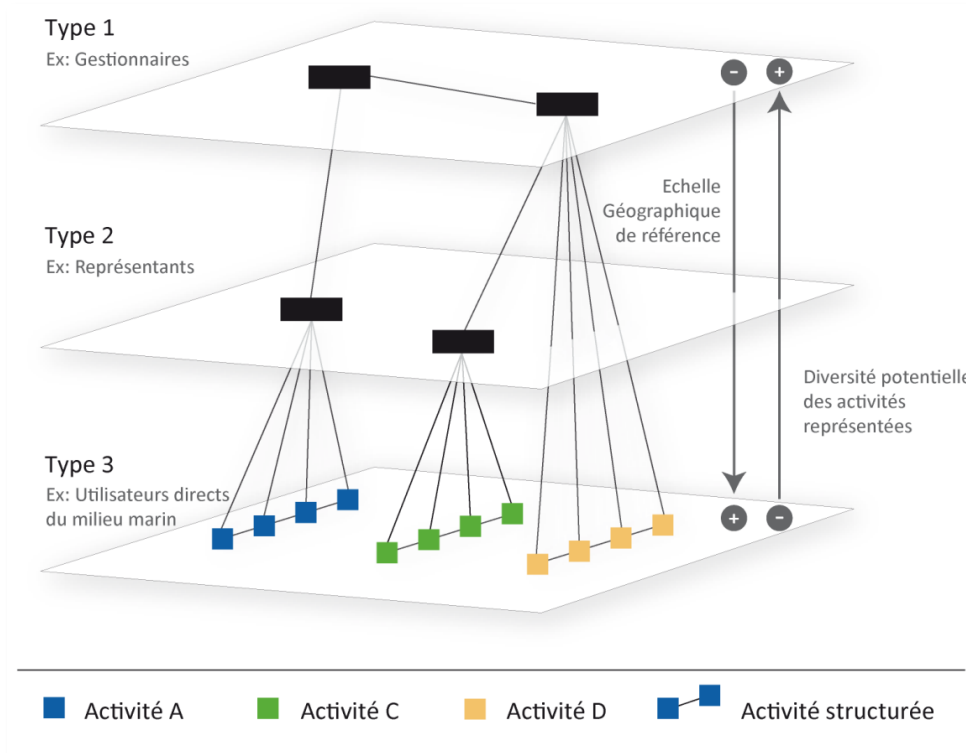 Type 1
Ex: Gestionnaires
−
+
Echelle
Géographique
de référence
Type 2
Ex: Représentants
Diversité potentielle
des activités
représentées
Type 3
Ex: Utilisateurs directs
du milieu marin
+
−
Activité A
Activité C
Activité D
Activité structurée